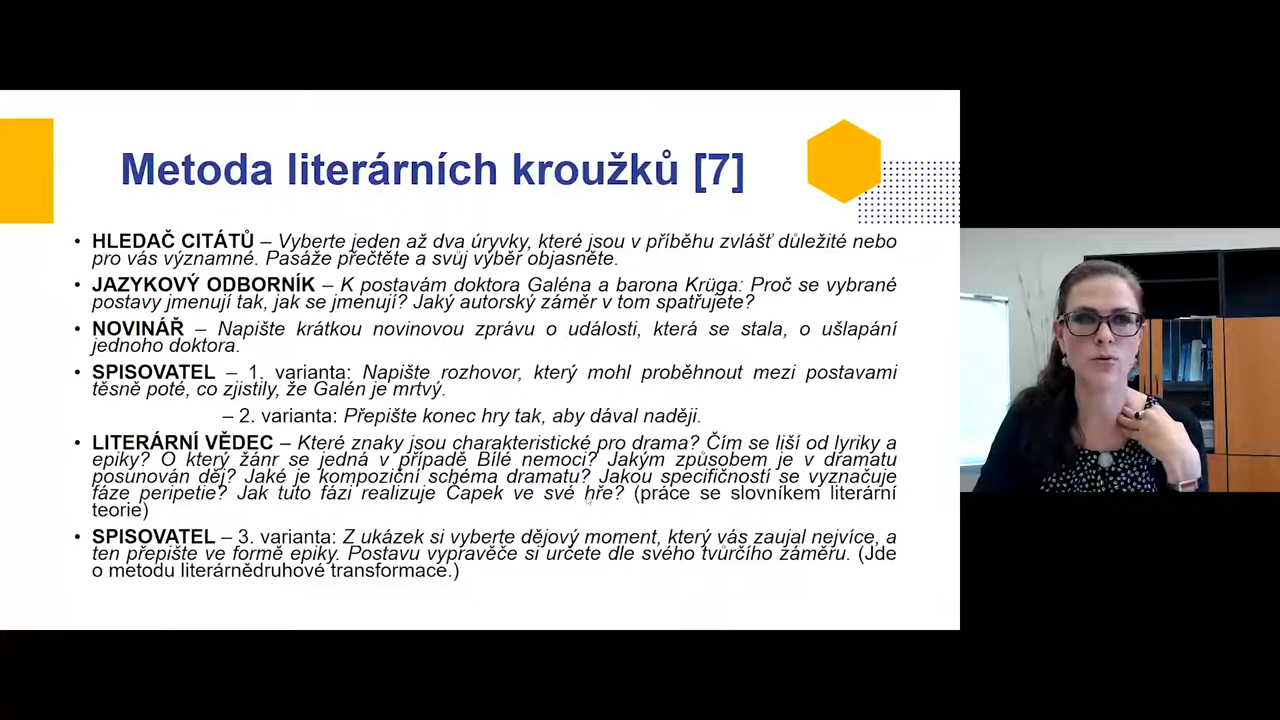 Metoda literárních kroužků [7]
• HLEDAČ CITÁTŮ – Vyberte jeden až dva úryvky, které jsou v příběhu zvlášť důležité nebo
pro vás významné. Pasáže přečtěte a svůj výběr objasněte.
• JAZYKOVÝ ODBORNÍK – K postavám doktora Galéna a barona Krüga: Proč se vybrané
postavy jmenují tak, jak se jmenují? Jaký autorský záměr v tom spatřujete?
• NOVINÁŘ – Napište krátkou novinovou zprávu o události, která se stala, o ušlapání
jednoho doktora.
• SPISOVATEL – 1. varianta: Napište rozhovor, který mohl proběhnout mezi postavami
těsně poté, co zjistily, že Galén je mrtvý.
– 2. varianta: Přepište konec hry tak, aby dával naději.
• LITERÁRNÍ VĚDEC – Které znaky jsou charakteristické pro drama? Čím se liší od lyriky a
epiky? O který žánr se jedná v případě Bílé nemoci? Jakým způsobem je v dramatu
posunován děj? Jaké je kompoziční schéma dramatu? Jakou specifičností se vyznačuje
fáze peripetie? Jak tuto fázi realizuje Čapek ve své hře? (práce se slovníkem literární
teorie)
• SPISOVATEL – 3. varianta: Z ukázek si vyberte dějový moment, který vás zaujal nejvíce, a
ten přepište ve formě epiky. Postavu vypravěče si určete dle svého tvůrčího záměru. (Jde
o metodu literárnědruhové transformace.)